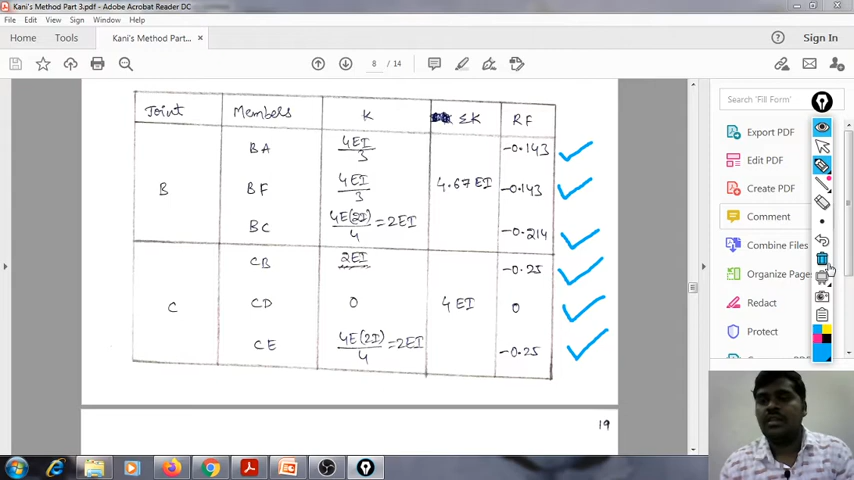 Kani's Method Part 3.pdf - Adobe Acrobat Reader DC
File Edit View Sign Window Help
Home Tools Kani's Method Part... × Sign In
8 / 14
Joint Members K ΣK RF
BA 4EI/3 -0.143
B BF 4EI/3 4.67 EI -0.143
BC 4E(2I)/4 = 2EI -0.214
CB 2EI -0.25
C CD 0 4 EI 0
CE 4E(2I)/4 = 2EI -0.25
19
Search 'Fill Form'
Export PDF
Edit PDF
Create PDF
Comment
Combine Files
Organize Pages
Redact
Protect